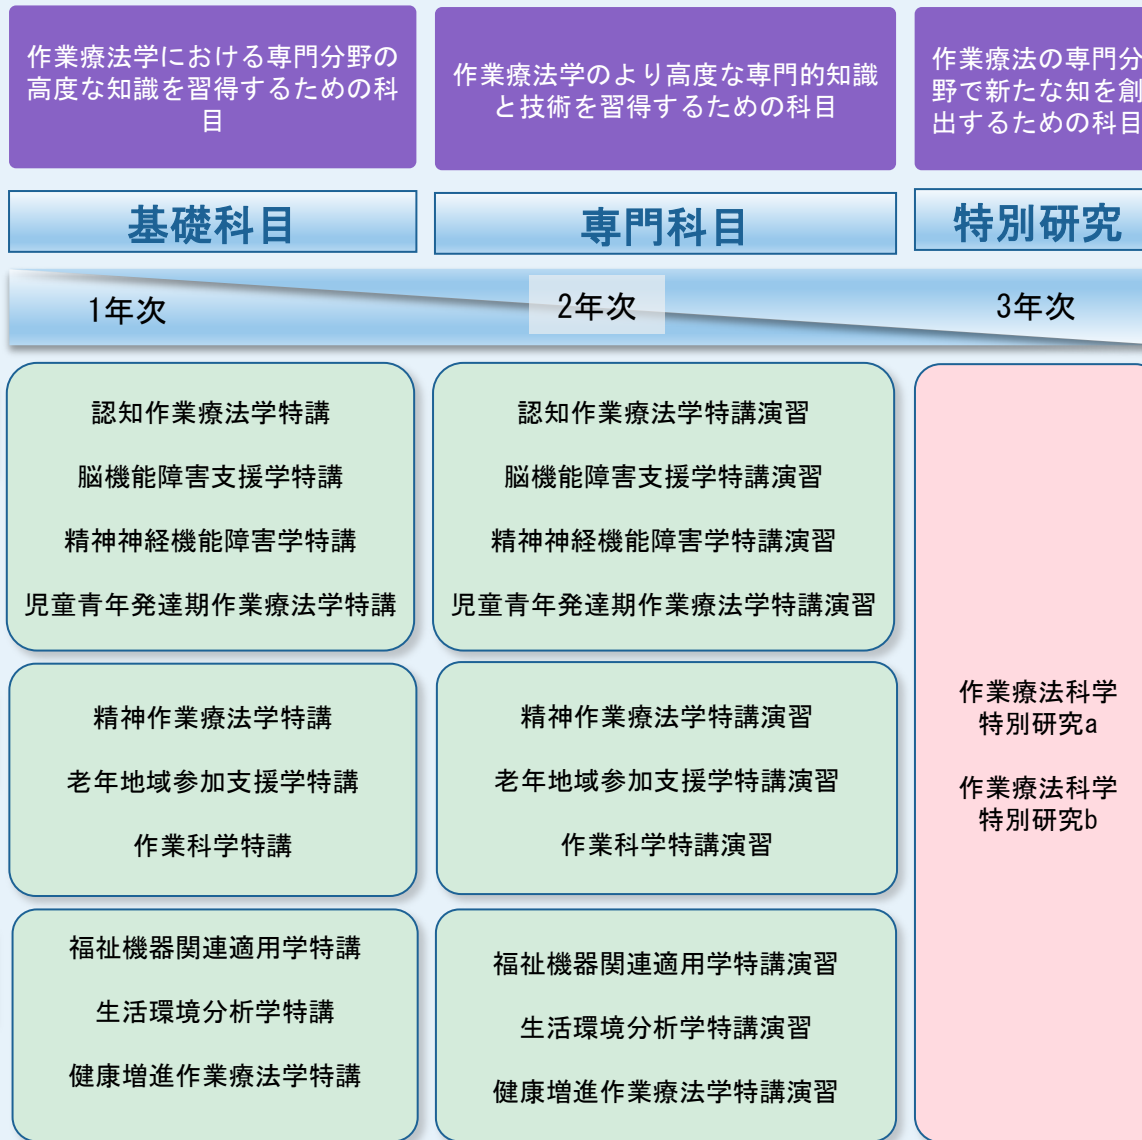 作業療法学における専門分野の
高度な知識を習得するための科
目
作業療法学のより高度な専門的知識
と技術を習得するための科目
作業療法の専門分
野で新たな知を創
出するための科目
基礎科目
専門科目
特別研究
1年次
2年次
3年次
認知作業療法学特講
脳機能障害支援学特講
精神神経機能障害学特講
児童青年発達期作業療法学特講
認知作業療法学特講演習
脳機能障害支援学特講演習
精神神経機能障害学特講演習
児童青年発達期作業療法学特講演習
精神作業療法学特講
老年地域参加支援学特講
作業科学特講
精神作業療法学特講演習
老年地域参加支援学特講演習
作業科学特講演習
福祉機器関連適用学特講
生活環境分析学特講
健康増進作業療法学特講
福祉機器関連適用学特講演習
生活環境分析学特講演習
健康増進作業療法学特講演習
作業療法科学
特別研究a
作業療法科学
特別研究b